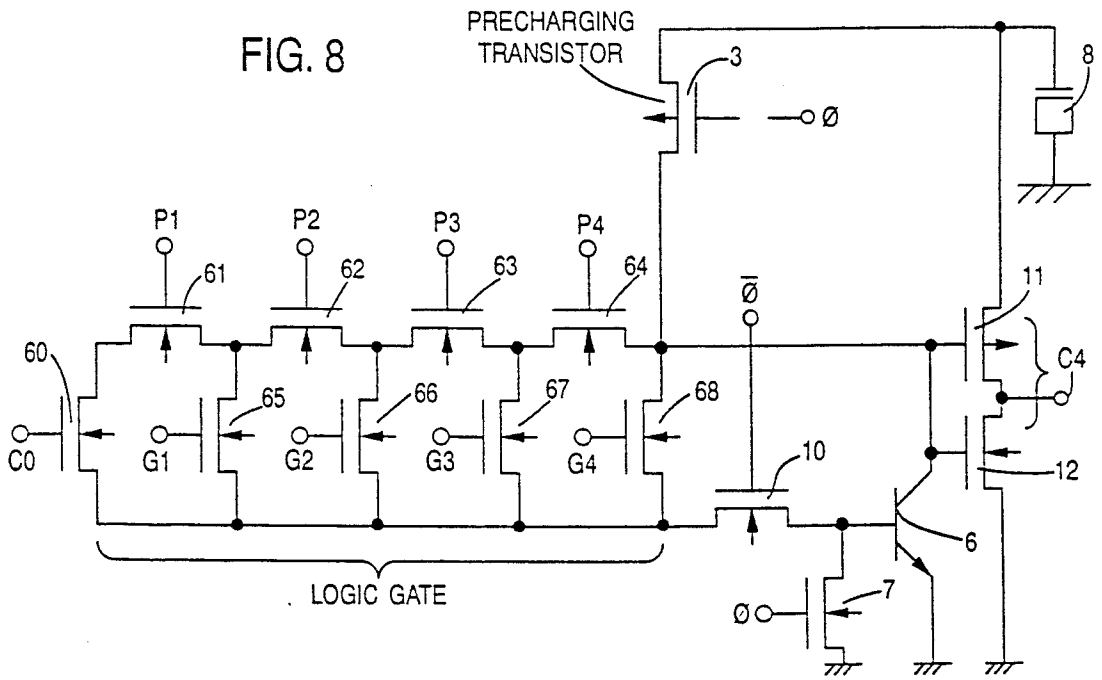 FIG. 8
PRECHARGING
TRANSISTOR
3
8
Ø
P1
P2
P3
P4
61
62
63
64
Ø̅
11
60
65
66
67
68
C4
C0
G1
G2
G3
G4
10
12
6
LOGIC GATE
Ø
7